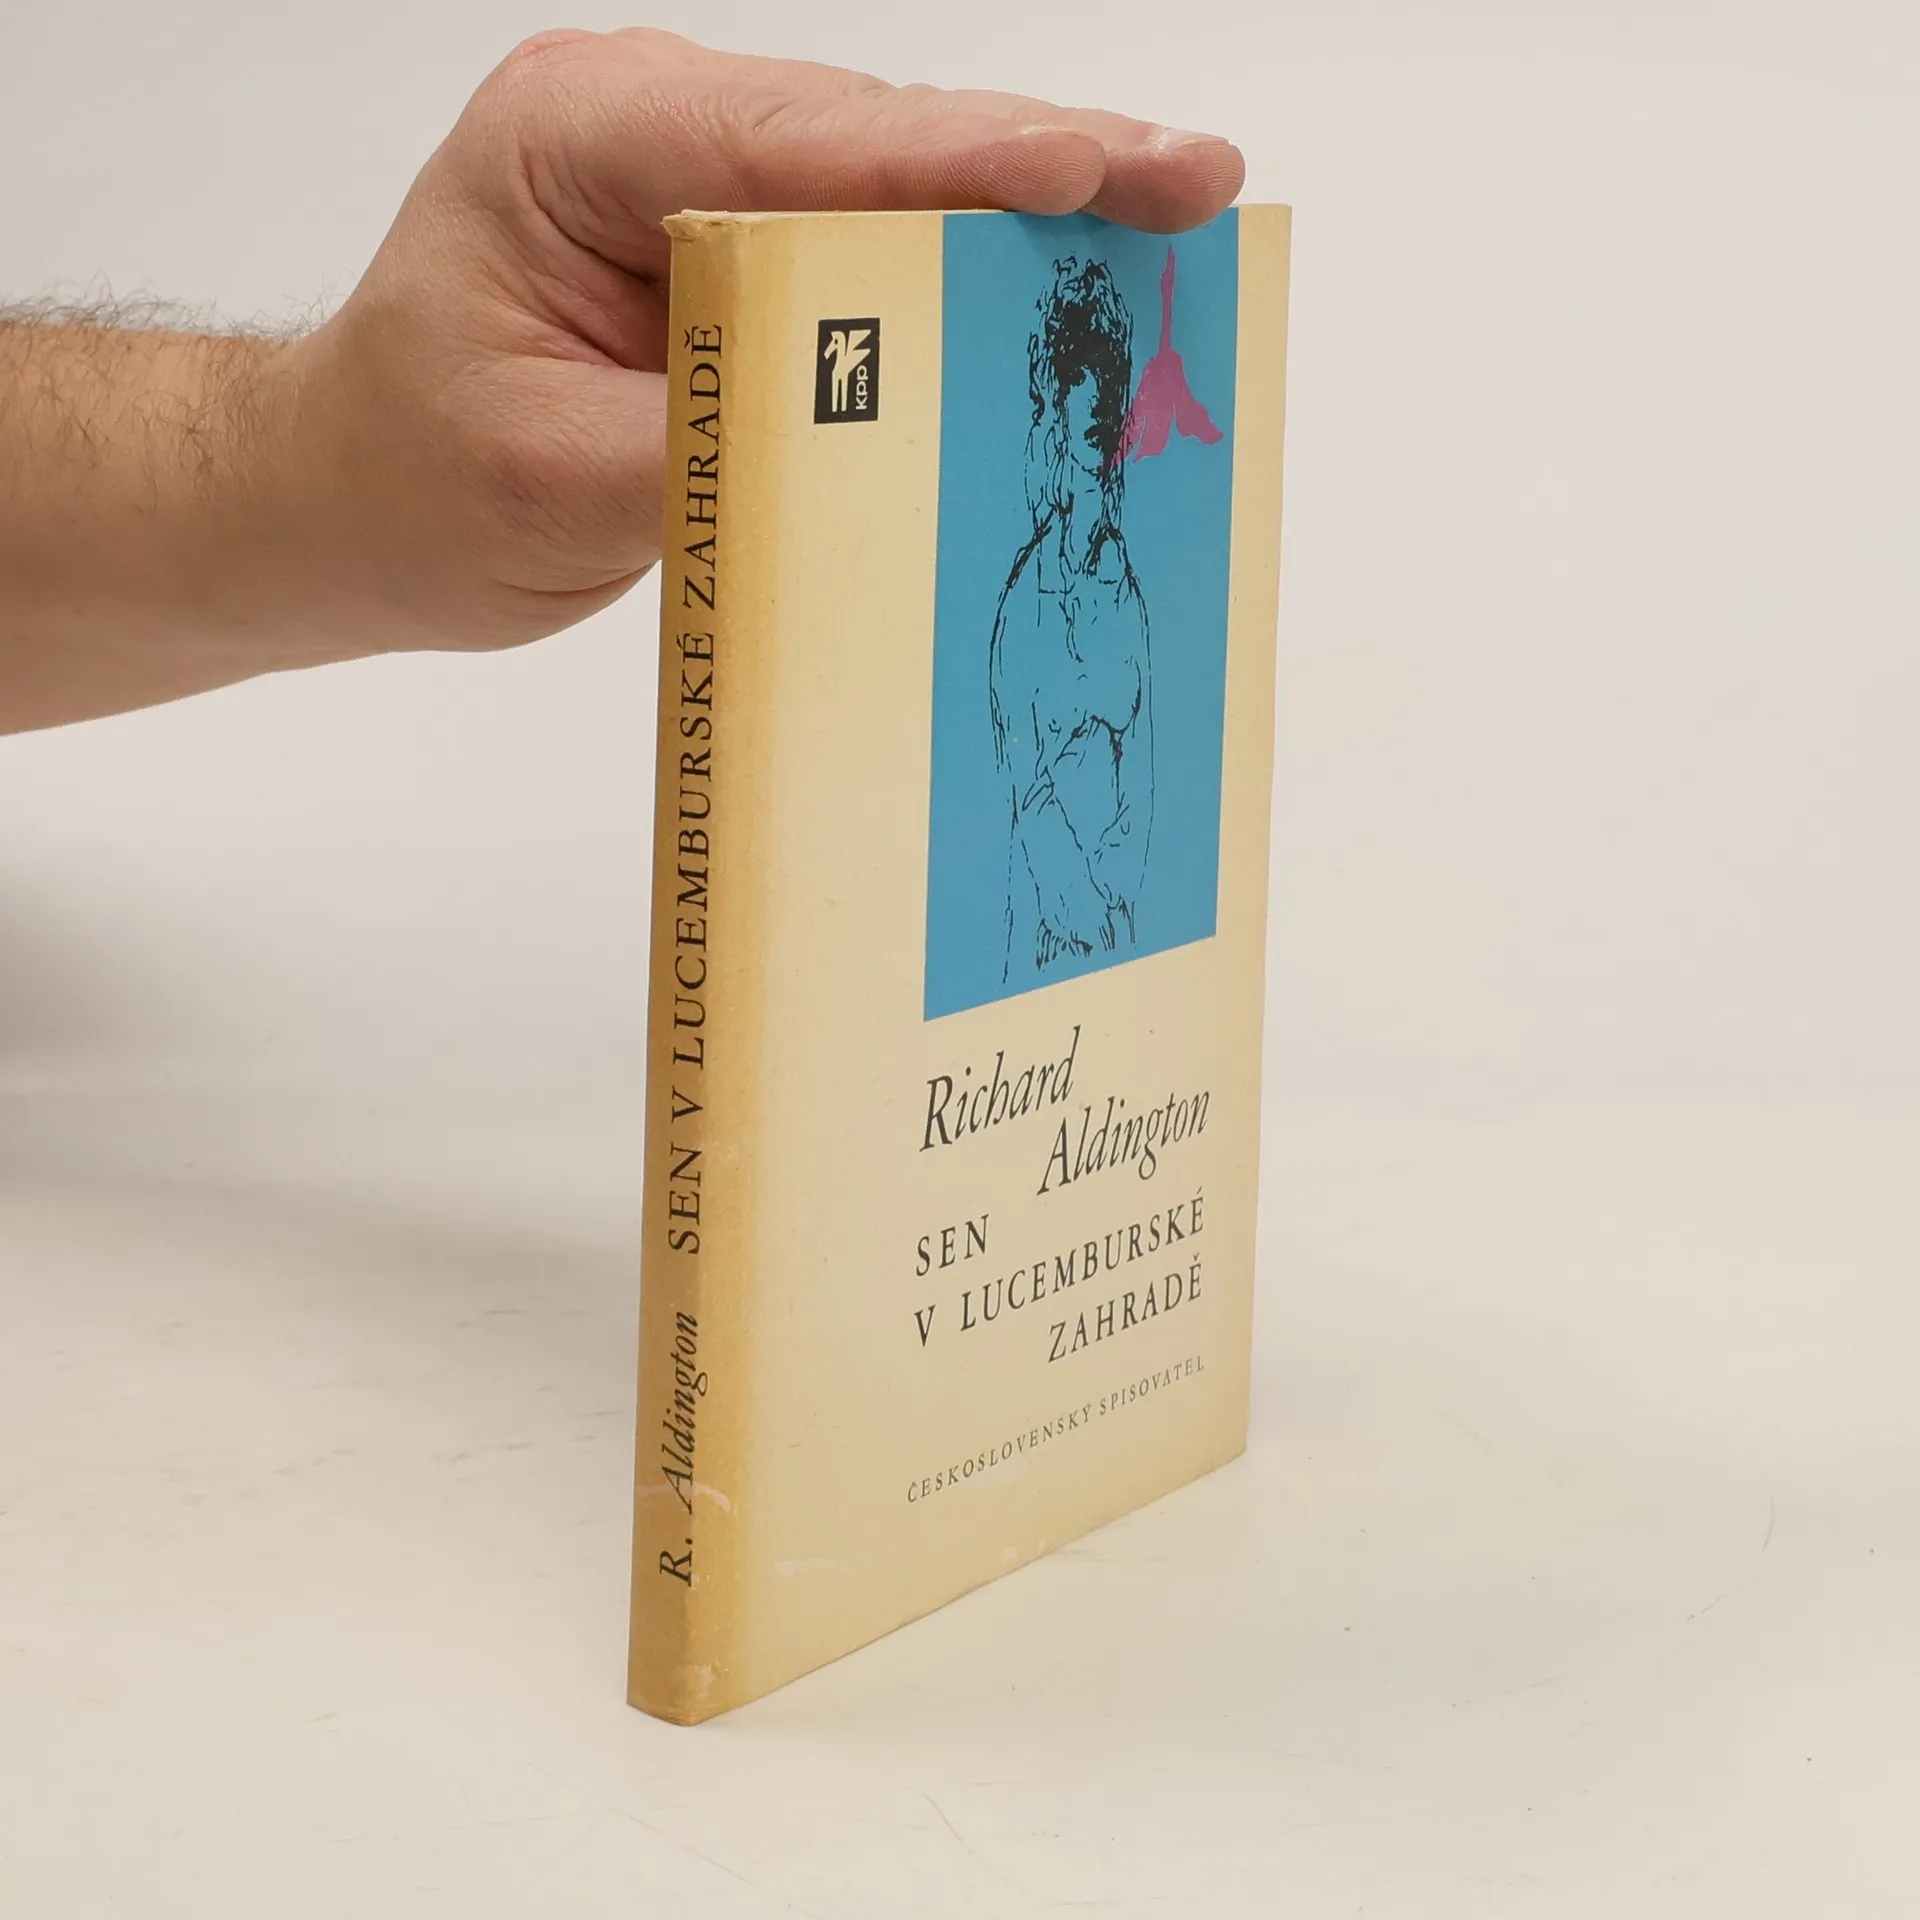 R. Aldington SEN V LUCEMBURSKÉ ZAHRADĚ
kpp
Richard
Aldington
SEN
V LUCEMBURSKÉ
ZAHRADĚ
ČESKOSLOVENSKÝ SPISOVATEL